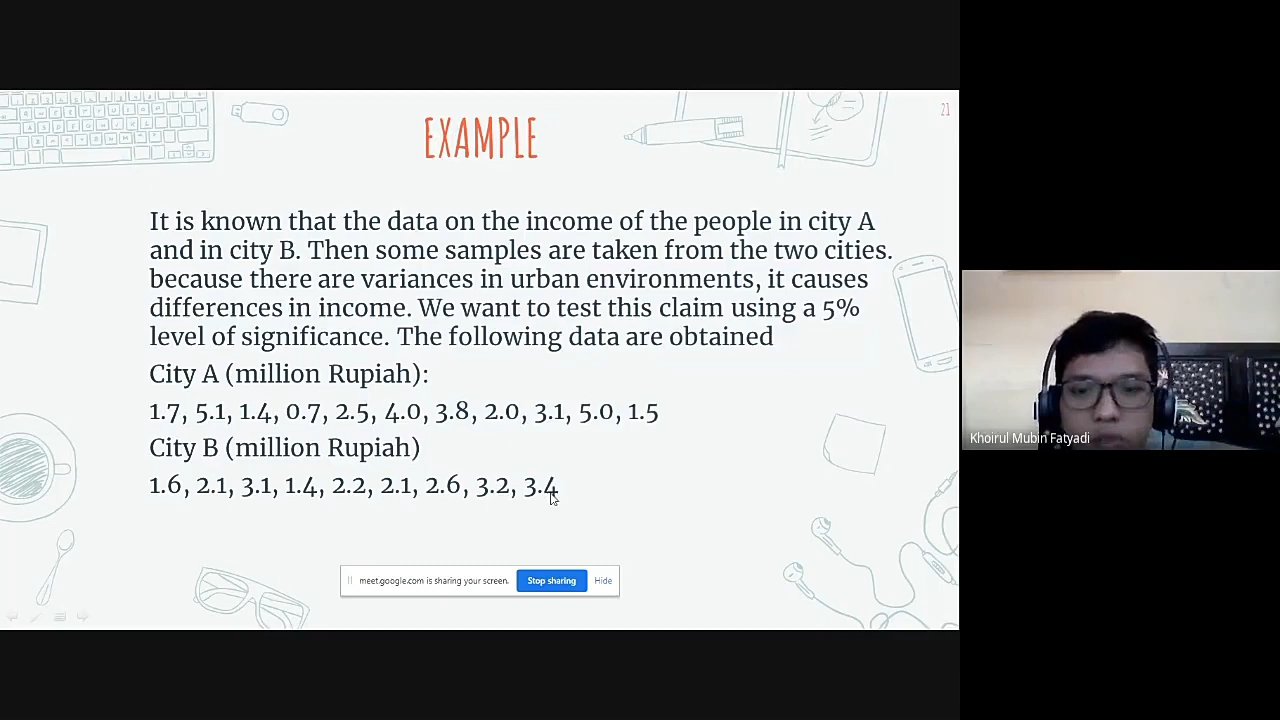 21
EXAMPLE
It is known that the data on the income of the people in city A
and in city B. Then some samples are taken from the two cities.
because there are variances in urban environments, it causes
differences in income. We want to test this claim using a 5%
level of significance. The following data are obtained
City A (million Rupiah):
1.7, 5.1, 1.4, 0.7, 2.5, 4.0, 3.8, 2.0, 3.1, 5.0, 1.5
City B (million Rupiah)
1.6, 2.1, 3.1, 1.4, 2.2, 2.1, 2.6, 3.2, 3.4
meet.google.com is sharing your screen. Stop sharing Hide
Khoirul Mubin Fatyadi